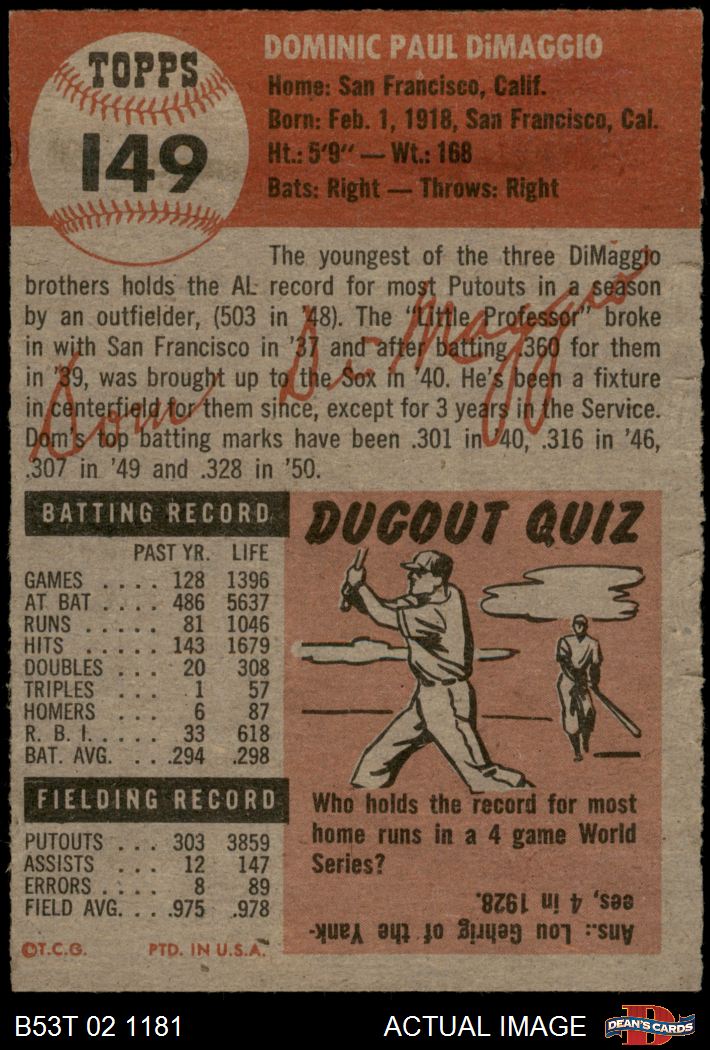 TOPPS
149
DOMINIC PAUL DiMAGGIO
Home: San Francisco, Calif.
Born: Feb. 1, 1918, San Francisco, Cal.
Ht.: 5'9" — Wt.: 168
Bats: Right — Throws: Right
The youngest of the three DiMaggio
brothers holds the AL record for most Putouts in a season
by an outfielder, (503 in '48). The "Little Professor" broke
in with San Francisco in '37 and after batting .360 for them
in '39, was brought up to the Sox in '40. He's been a fixture
in centerfield for them since, except for 3 years in the Service.
Dom's top batting marks have been .301 in '40, .316 in '46,
.307 in '49 and .328 in '50.
Dom DiMaggio
BATTING RECORD
PAST YR. LIFE
GAMES .... 128 1396
AT BAT .... 486 5637
RUNS ..... 81 1046
HITS ..... 143 1679
DOUBLES ... 20 308
TRIPLES ... 1 57
HOMERS ... 6 87
R. B. I. .... 33 618
BAT. AVG. ... .294 .298
FIELDING RECORD
PUTOUTS ... 303 3859
ASSISTS ... 12 147
ERRORS .... 8 89
FIELD AVG. ... .975 .978
©T.C.G. PTD. IN U.S.A.
DUGOUT QUIZ
Who holds the record for most
home runs in a 4 game World
Series?
Ans.: Lou Gehrig of the Yank-
ees, 4 in 1928.
B53T 02 1181 ACTUAL IMAGE
DEAN'S CARDS